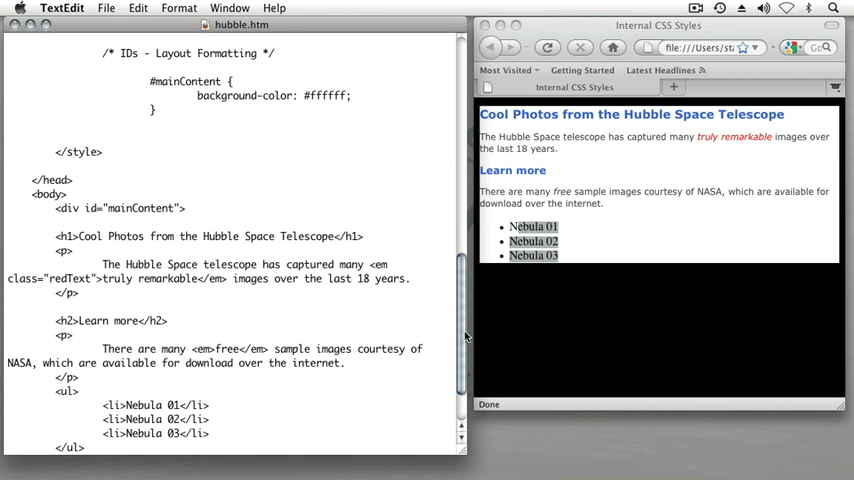 TextEdit File Edit Format Window Help
hubble.htm
/* IDs - Layout Formatting */
#mainContent {
background-color: #ffffff;
}
</style>
</head>
<body>
<div id="mainContent">
<h1>Cool Photos from the Hubble Space Telescope</h1>
<p>
The Hubble Space telescope has captured many <em
class="redText">truly remarkable</em> images over the last 18 years.
</p>
<h2>Learn more</h2>
<p>
There are many <em>free</em> sample images courtesy of
NASA, which are available for download over the internet.
</p>
<ul>
<li>Nebula 01</li>
<li>Nebula 02</li>
<li>Nebula 03</li>
</ul>
Internal CSS Styles
file:///Users/sta
Most Visited Getting Started Latest Headlines
Internal CSS Styles
Cool Photos from the Hubble Space Telescope
The Hubble Space telescope has captured many truly remarkable images over
the last 18 years.
Learn more
There are many free sample images courtesy of NASA, which are available for
download over the internet.
• Nebula 01
• Nebula 02
• Nebula 03
Done